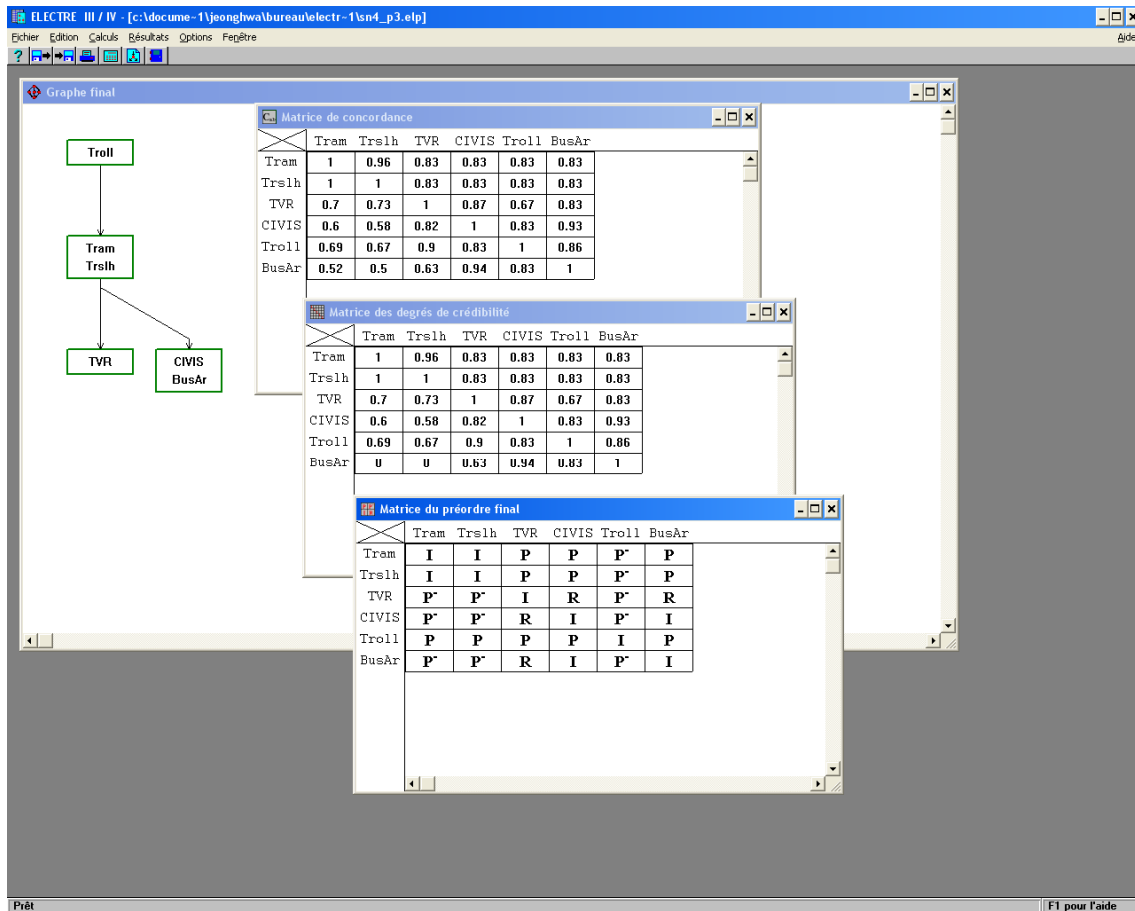 ELECTRE III / IV - [c:\docume~1\jeonghwa\bureau\electr~1\sn4_p3.elp]
Fichier Edition Calculs Résultats Options Fenêtre Aide
Graphe final
Troll
Tram
Trslh
TVR
CIVIS
BusAr
Matrice de concordance
Tram Trslh TVR CIVIS Troll BusAr
Tram 1 0.96 0.83 0.83 0.83 0.83
Trslh 1 1 0.83 0.83 0.83 0.83
TVR 0.7 0.73 1 0.87 0.67 0.83
CIVIS 0.6 0.58 0.82 1 0.83 0.93
Troll 0.69 0.67 0.9 0.83 1 0.86
BusAr 0.52 0.5 0.63 0.94 0.83 1
Matrice des degrés de crédibilité
Tram Trslh TVR CIVIS Troll BusAr
Tram 1 0.96 0.83 0.83 0.83 0.83
Trslh 1 1 0.83 0.83 0.83 0.83
TVR 0.7 0.73 1 0.87 0.67 0.83
CIVIS 0.6 0.58 0.82 1 0.83 0.93
Troll 0.69 0.67 0.9 0.83 1 0.86
BusAr 0 0 0.63 0.94 0.83 1
Matrice du préordre final
Tram Trslh TVR CIVIS Troll BusAr
Tram I I P P P⁻ P
Trslh I I P P P⁻ P
TVR P⁻ P⁻ I R P⁻ R
CIVIS P⁻ P⁻ R I P⁻ I
Troll P P P P I P
BusAr P⁻ P⁻ R I P⁻ I
Prêt F1 pour l'aide